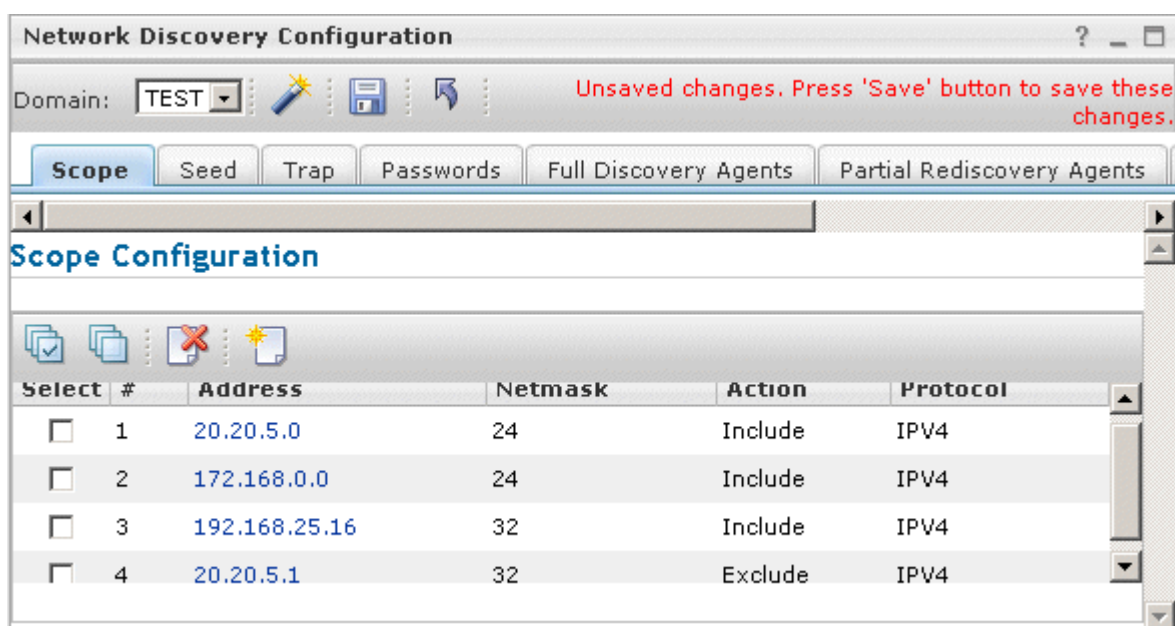 Network Discovery Configuration ?
Domain: TEST Unsaved changes. Press 'Save' button to save these
changes.
Scope Seed Trap Passwords Full Discovery Agents Partial Rediscovery Agents
Scope Configuration
Select # Address Netmask Action Protocol
1 20.20.5.0 24 Include IPV4
2 172.168.0.0 24 Include IPV4
3 192.168.25.16 32 Include IPV4
4 20.20.5.1 32 Exclude IPV4